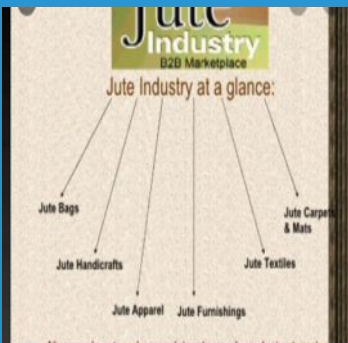 Jute
Industry
B2B Marketplace
Jute Industry at a glance:
Jute Bags
Jute Carpets
& Mats
Jute Handicrafts
Jute Textiles
Jute Apparel
Jute Furnishings